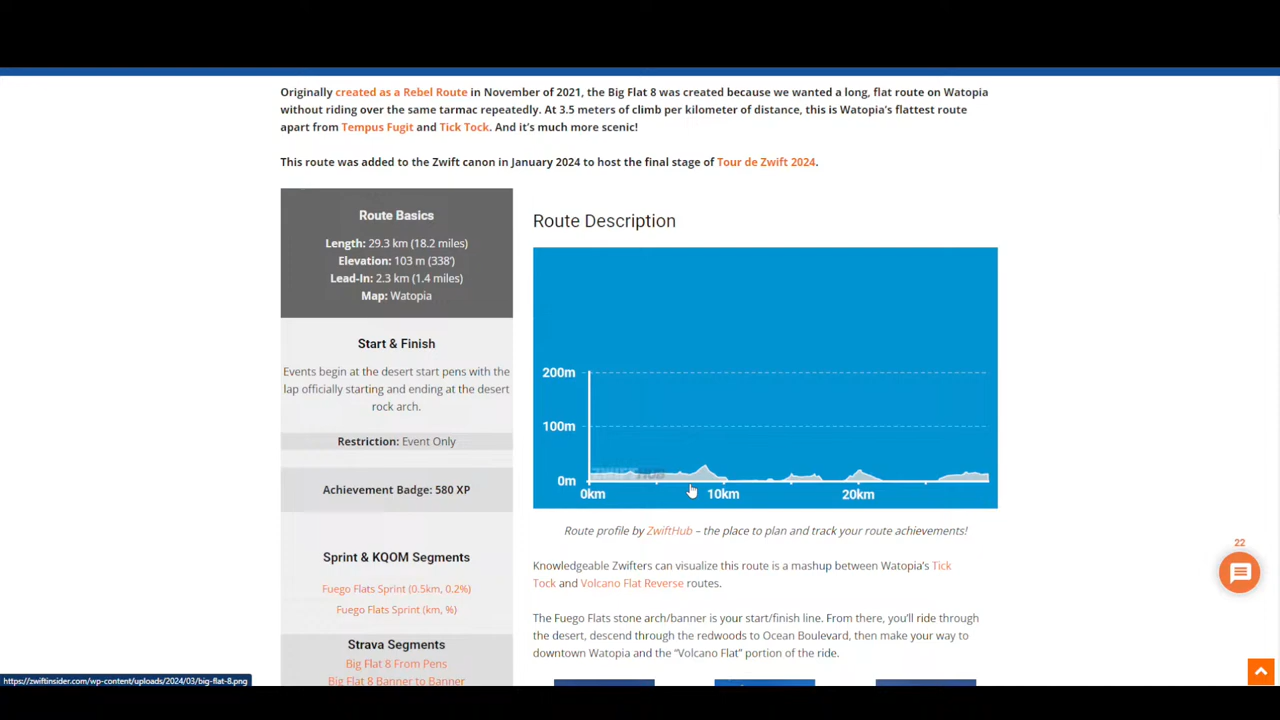 Originally created as a Rebel Route in November of 2021, the Big Flat 8 was created because we wanted a long, flat route on Watopia
without riding over the same tarmac repeatedly. At 3.5 meters of climb per kilometer of distance, this is Watopia's flattest route
apart from Tempus Fugit and Tick Tock. And it's much more scenic!
This route was added to the Zwift canon in January 2024 to host the final stage of Tour de Zwift 2024.
Route Basics
Length: 29.3 km (18.2 miles)
Elevation: 103 m (338')
Lead-In: 2.3 km (1.4 miles)
Map: Watopia
Start & Finish
Events begin at the desert start pens with the
lap officially starting and ending at the desert
rock arch.
Restriction: Event Only
Achievement Badge: 580 XP
Sprint & KQOM Segments
Fuego Flats Sprint (0.5km, 0.2%)
Fuego Flats Sprint (km, %)
Strava Segments
Big Flat 8 From Pens
Big Flat 8 Banner to Banner
Route Description
200m
100m
0m
ZWIFTHUB
0km
10km
20km
Route profile by ZwiftHub – the place to plan and track your route achievements!
Knowledgeable Zwifters can visualize this route is a mashup between Watopia's Tick
Tock and Volcano Flat Reverse routes.
The Fuego Flats stone arch/banner is your start/finish line. From there, you'll ride through
the desert, descend through the redwoods to Ocean Boulevard, then make your way to
downtown Watopia and the "Volcano Flat" portion of the ride.
22
https://zwiftinsider.com/wp-content/uploads/2024/03/big-flat-8.png